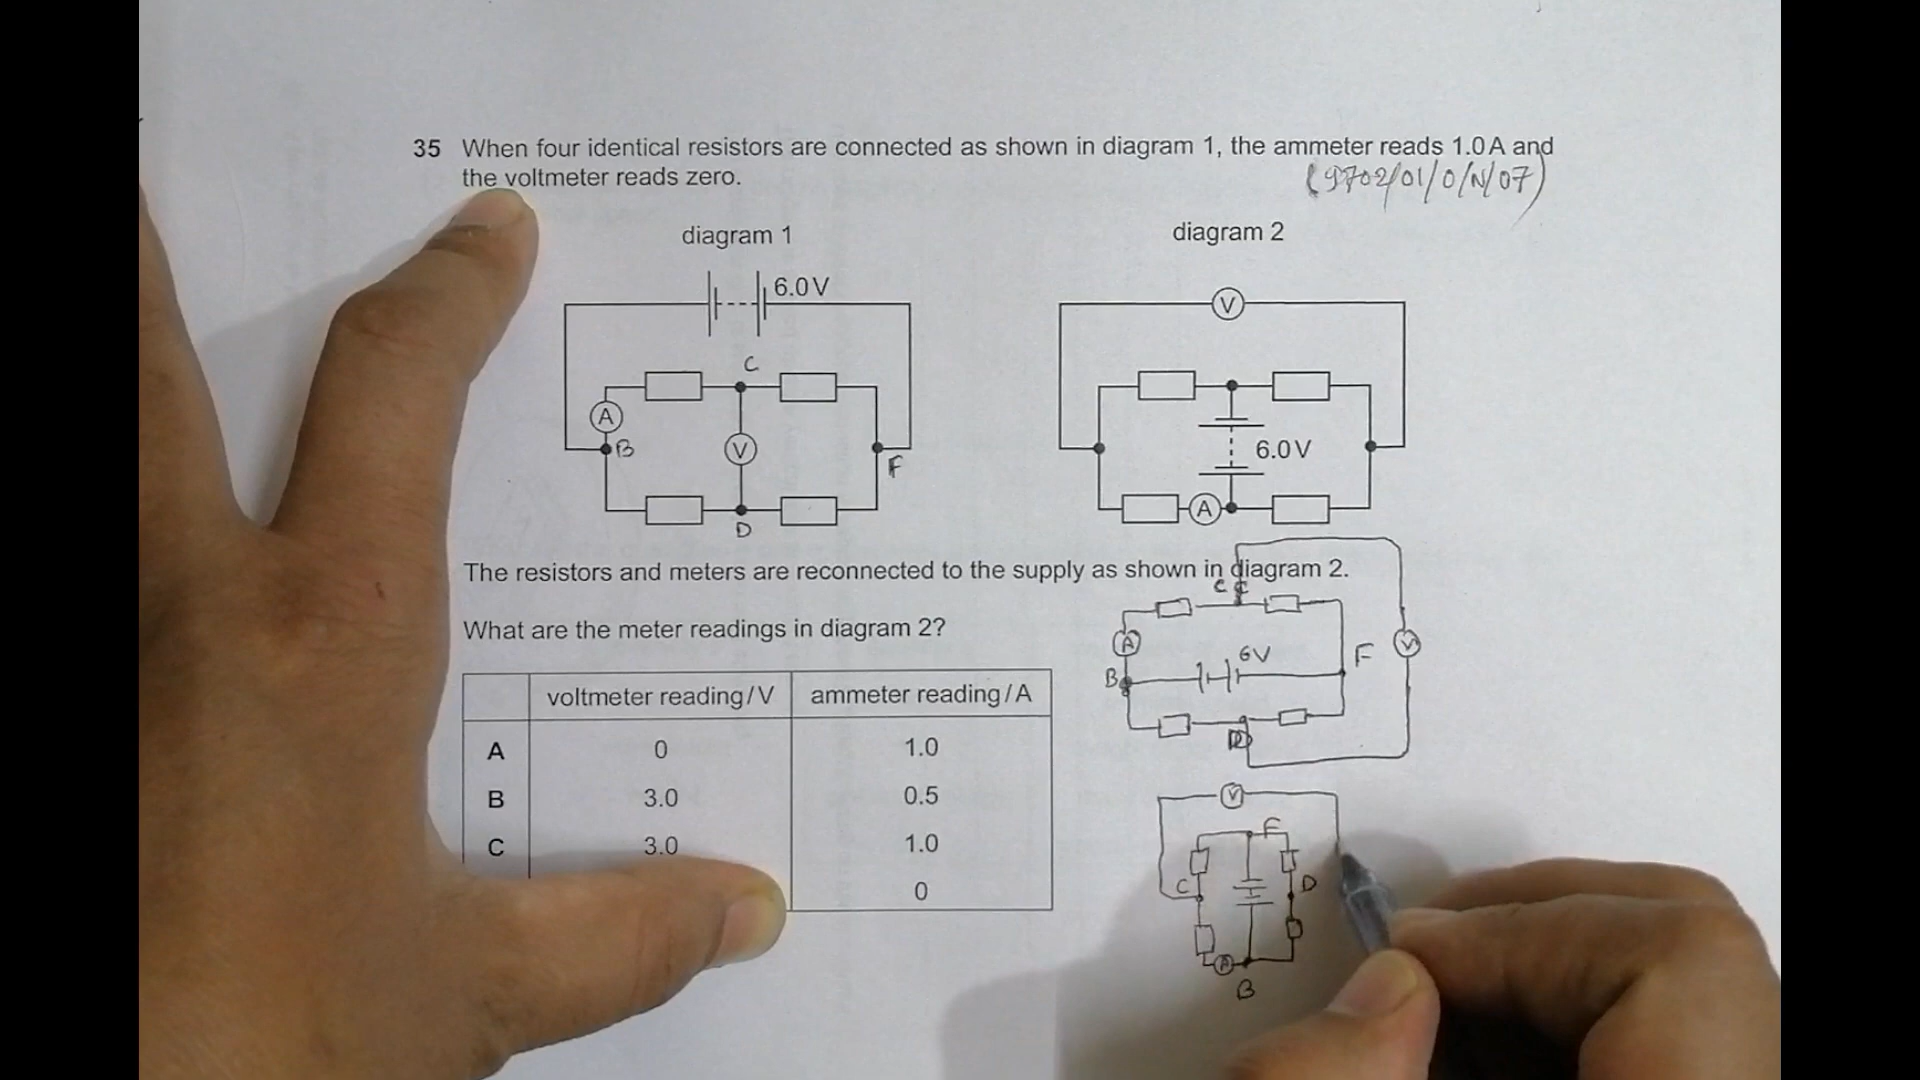 35 When four identical resistors are connected as shown in diagram 1, the ammeter reads 1.0 A and
the voltmeter reads zero.
(9702/01/O/N/07)
diagram 1
diagram 2
6.0 V
V
C
A
B
V
F
D
6.0 V
A
The resistors and meters are reconnected to the supply as shown in diagram 2.
What are the meter readings in diagram 2?
C
A
6V
F
V
B
D
voltmeter reading / V ammeter reading / A
A 0 1.0
B 3.0 0.5
C 3.0 1.0
0
V
F
C
D
A
B